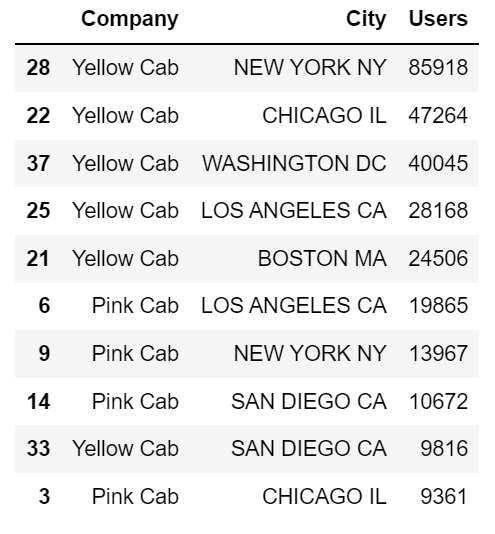 Company City Users
28 Yellow Cab NEW YORK NY 85918
22 Yellow Cab CHICAGO IL 47264
37 Yellow Cab WASHINGTON DC 40045
25 Yellow Cab LOS ANGELES CA 28168
21 Yellow Cab BOSTON MA 24506
6 Pink Cab LOS ANGELES CA 19865
9 Pink Cab NEW YORK NY 13967
14 Pink Cab SAN DIEGO CA 10672
33 Yellow Cab SAN DIEGO CA 9816
3 Pink Cab CHICAGO IL 9361